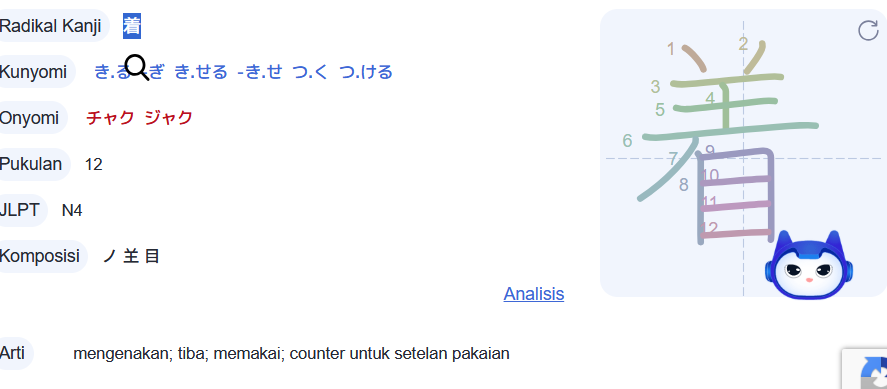 Radikal Kanji 着
Kunyomi き.る -ぎ き.せる -き.せ つ.く つ.ける
Onyomi チャク ジャク
Pukulan 12
JLPT N4
Komposisi ノ 𦍌 目
Analisis
Arti mengenakan; tiba; memakai; counter untuk setelan pakaian
着
1
2
3
4
5
6
7
8
9
10
11
12